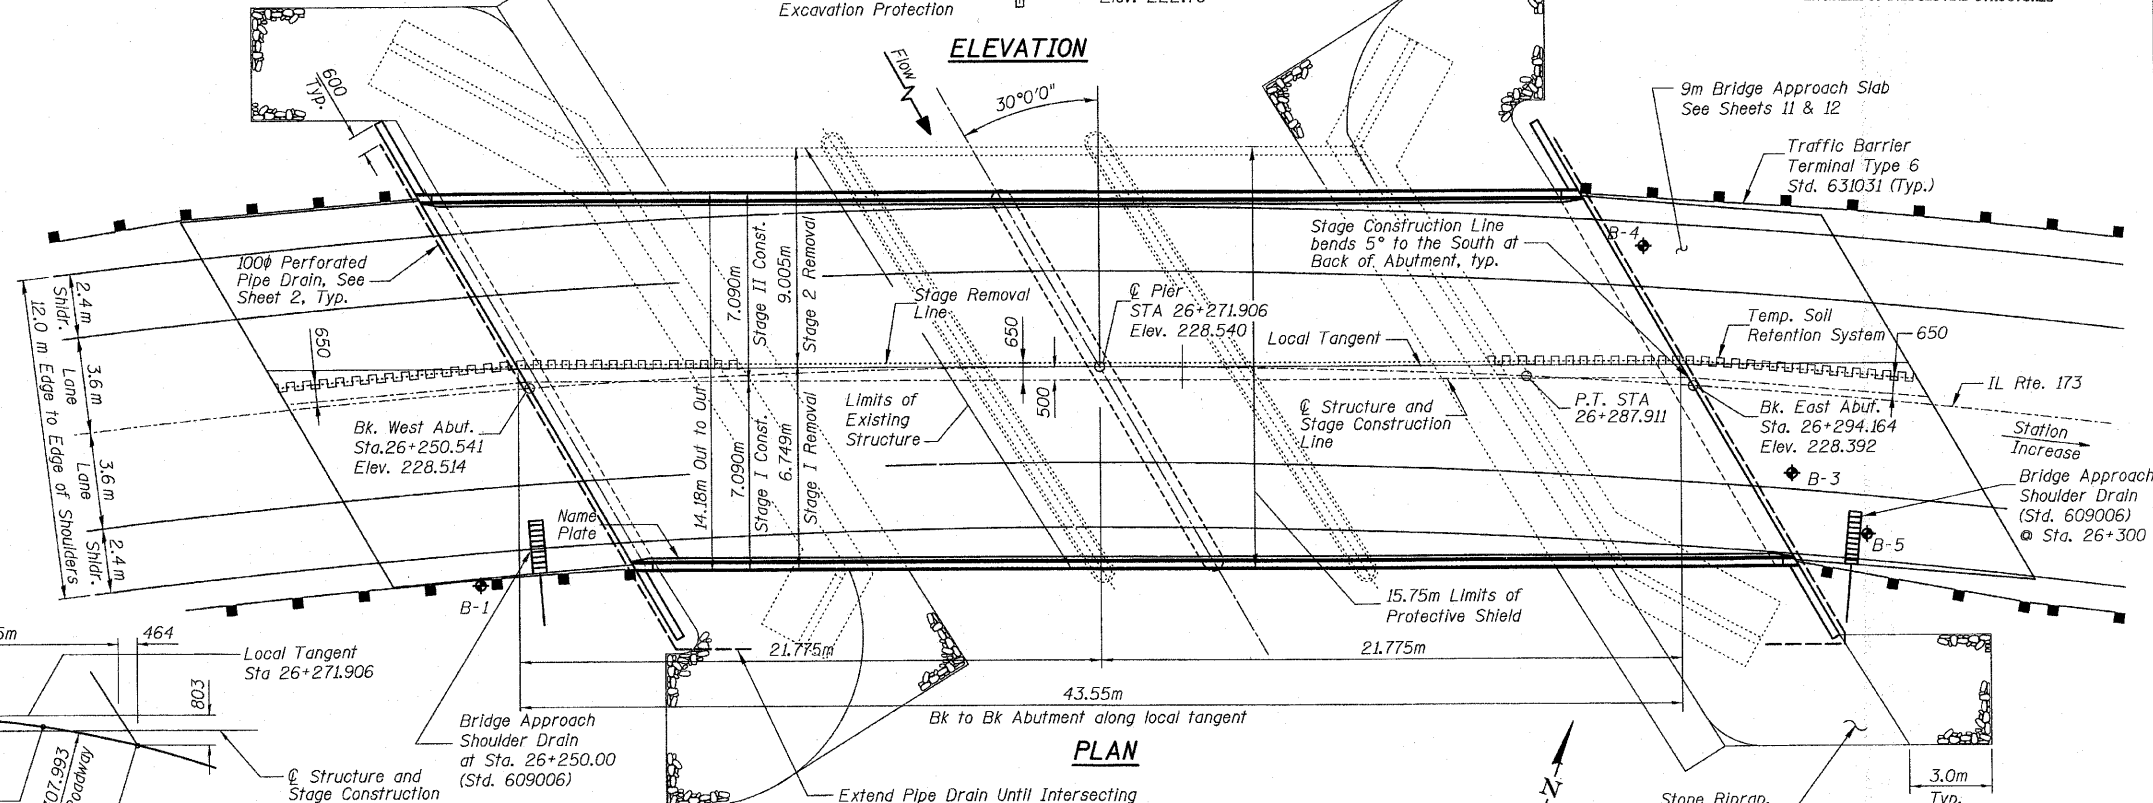 Excavation Protection
ELEVATION
Flow
30°0'0"
600
Typ.
9m Bridge Approach Slab
See Sheets 11 & 12
Traffic Barrier
Terminal Type 6
Std. 631031 (Typ.)
Stage Construction Line
bends 5° to the South at
Back of Abutment, typ.
B-4
100ϕ Perforated
Pipe Drain, See
Sheet 2, Typ.
2.4 m
Shldr.
3.6 m
Lane
3.6 m
Lane
2.4 m
Shldr.
12.0 m Edge to Edge of Shoulders
650
7.090m
Stage II Const.
9.005m
Stage 2 Removal
14.18m Out to Out
7.090m
Stage I Const.
6.749m
Stage I Removal
Stage Removal
Line
650
500
℄ Pier
STA 26+271.906
Elev. 228.540
Local Tangent
Temp. Soil
Retention System
650
IL Rte. 173
Bk. West Abut.
Sta.26+250.541
Elev. 228.514
Limits of
Existing
Structure
℄ Structure and
Stage Construction
Line
P.T. STA
26+287.911
Bk. East Abut.
Sta. 26+294.164
Elev. 228.392
Station
Increase
B-3
Bridge Approach
Shoulder Drain
(Std. 609006)
@ Sta. 26+300
B-5
Name
Plate
B-1
15.75m Limits of
Protective Shield
21.775m
21.775m
43.55m
Bk to Bk Abutment along local tangent
PLAN
464
Local Tangent
Sta 26+271.906
803
℄ Structure and
Stage Construction
Bridge Approach
Shoulder Drain
at Sta. 26+250.00
(Std. 609006)
Extend Pipe Drain Until Intersecting
N
Stone Riprap,
3.0m
Typ.